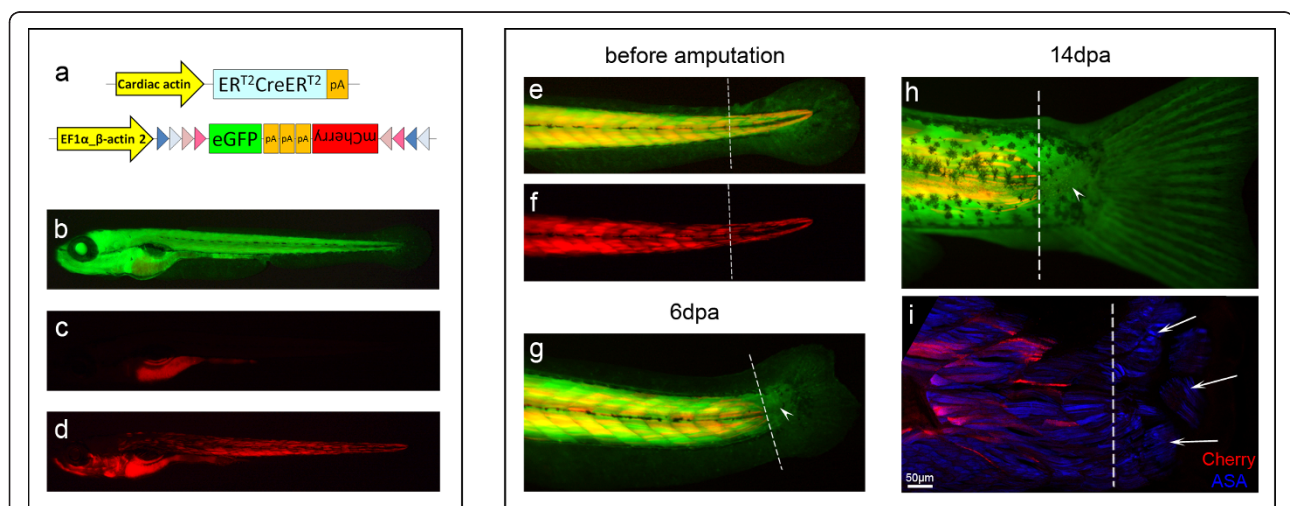 a
Cardiac actin
ER^T2CreER^T2
pA
EF1α_β-actin 2
eGFP
pA
pA
pA
mCherry
b
c
d
before amputation
e
f
6dpa
g
14dpa
h
i
Cherry
ASA
50µm